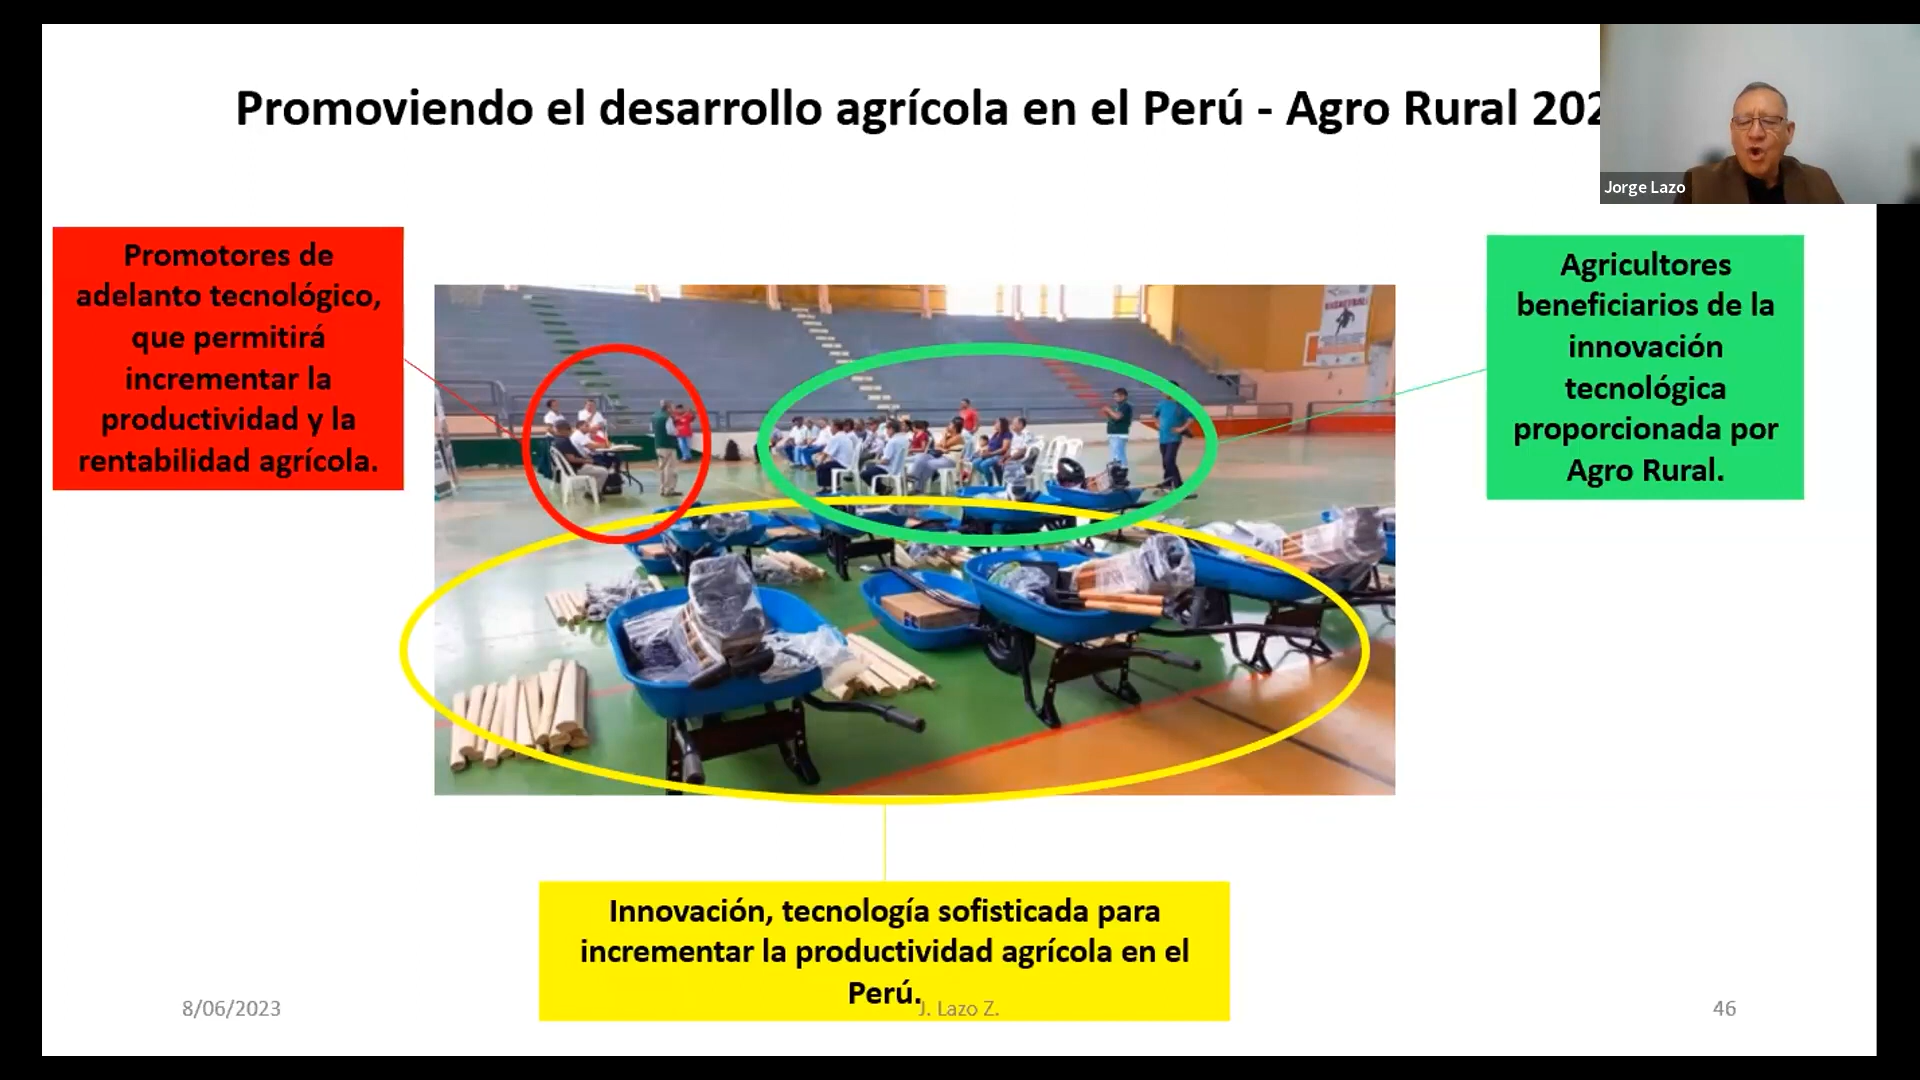 Promoviendo el desarrollo agrícola en el Perú - Agro Rural 202
Jorge Lazo
Promotores de
adelanto tecnológico,
que permitirá
incrementar la
productividad y la
rentabilidad agrícola.
Agricultores
beneficiarios de la
innovación
tecnológica
proporcionada por
Agro Rural.
Innovación, tecnología sofisticada para
incrementar la productividad agrícola en el
Perú.
8/06/2023
J. Lazo Z.
46